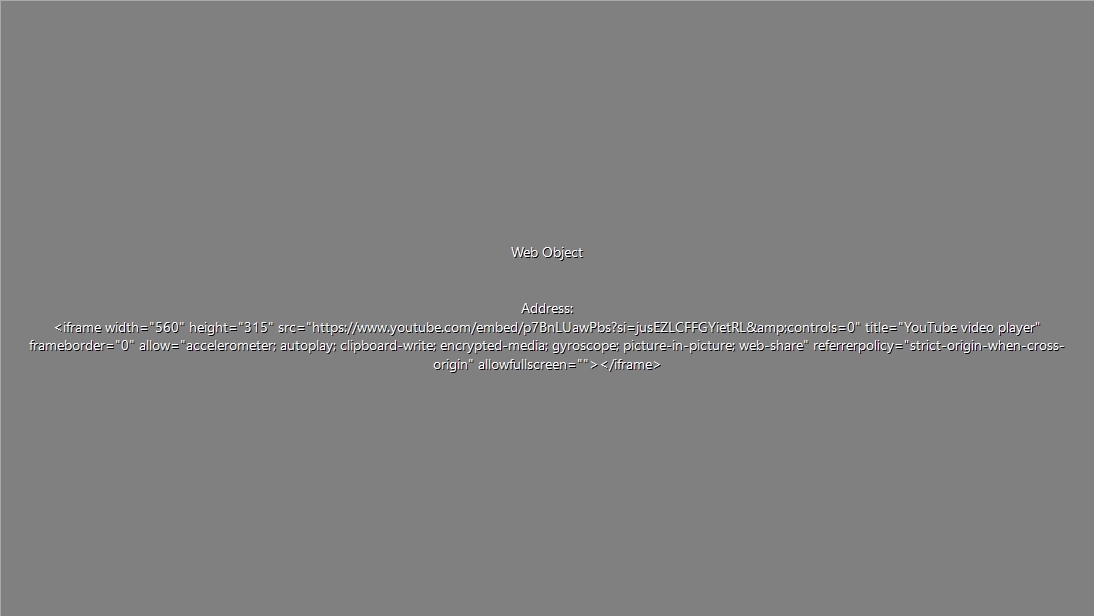 Web Object
Address:
<iframe width="560" height="315" src="https://www.youtube.com/embed/p7BnLUawPbs?si=jusEZLCFFGYietRL&amp;controls=0" title="YouTube video player"
frameborder="0" allow="accelerometer; autoplay; clipboard-write; encrypted-media; gyroscope; picture-in-picture; web-share" referrerpolicy="strict-origin-when-cross-
origin" allowfullscreen=""></iframe>